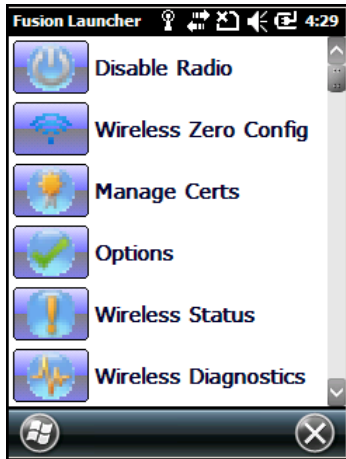 Fusion Launcher 4:29
Disable Radio
Wireless Zero Config
Manage Certs
Options
Wireless Status
Wireless Diagnostics